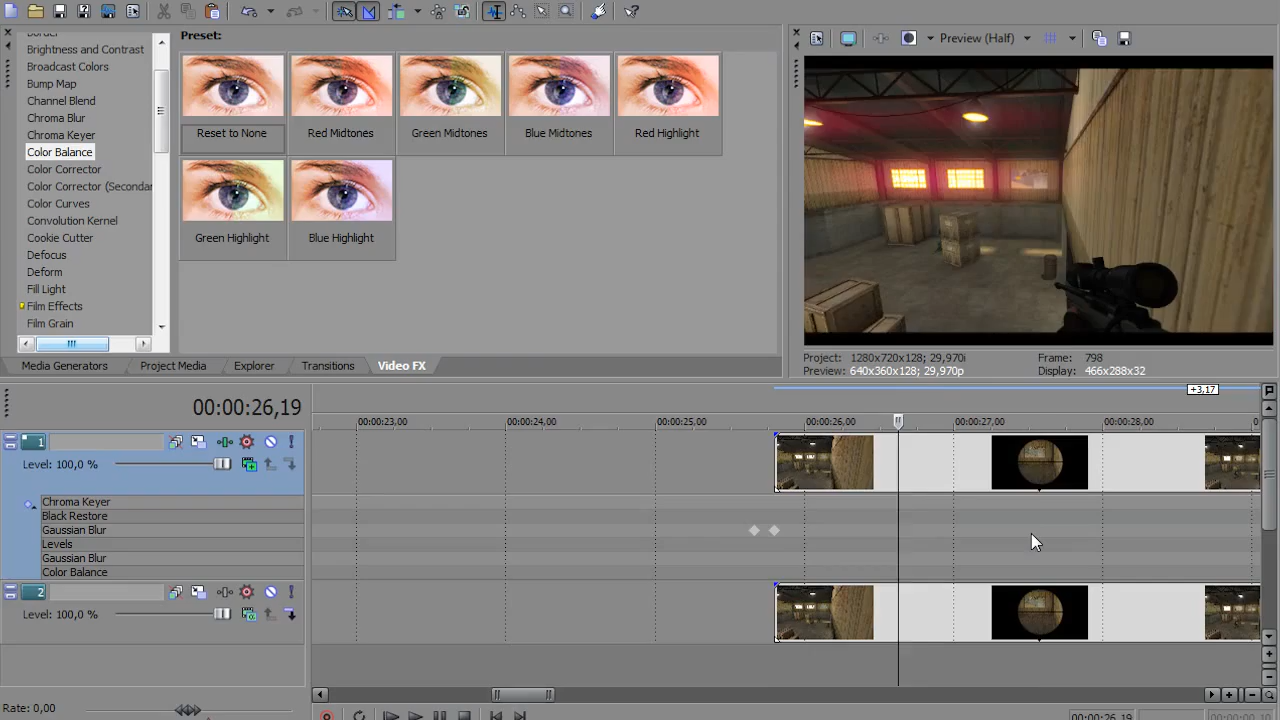 Border
Brightness and Contrast
Broadcast Colors
Bump Map
Channel Blend
Chroma Blur
Chroma Keyer
Color Balance
Color Corrector
Color Corrector (Secondar
Color Curves
Convolution Kernel
Cookie Cutter
Defocus
Deform
Fill Light
Film Effects
Film Grain
Preset:
Reset to None
Red Midtones
Green Midtones
Blue Midtones
Red Highlight
Green Highlight
Blue Highlight
Media Generators
Project Media
Explorer
Transitions
Video FX
Preview (Half)
Project: 1280x720x128; 29,970i
Frame: 798
Preview: 640x360x128; 29,970p
Display: 466x288x32
+3,17
00:00:26,19
00:00:23,00
00:00:24,00
00:00:25,00
00:00:26,00
00:00:27,00
00:00:28,00
0
1
Level: 100,0 %
Chroma Keyer
Black Restore
Gaussian Blur
Levels
Gaussian Blur
Color Balance
2
Level: 100,0 %
Rate: 0,00
00:00:26,19